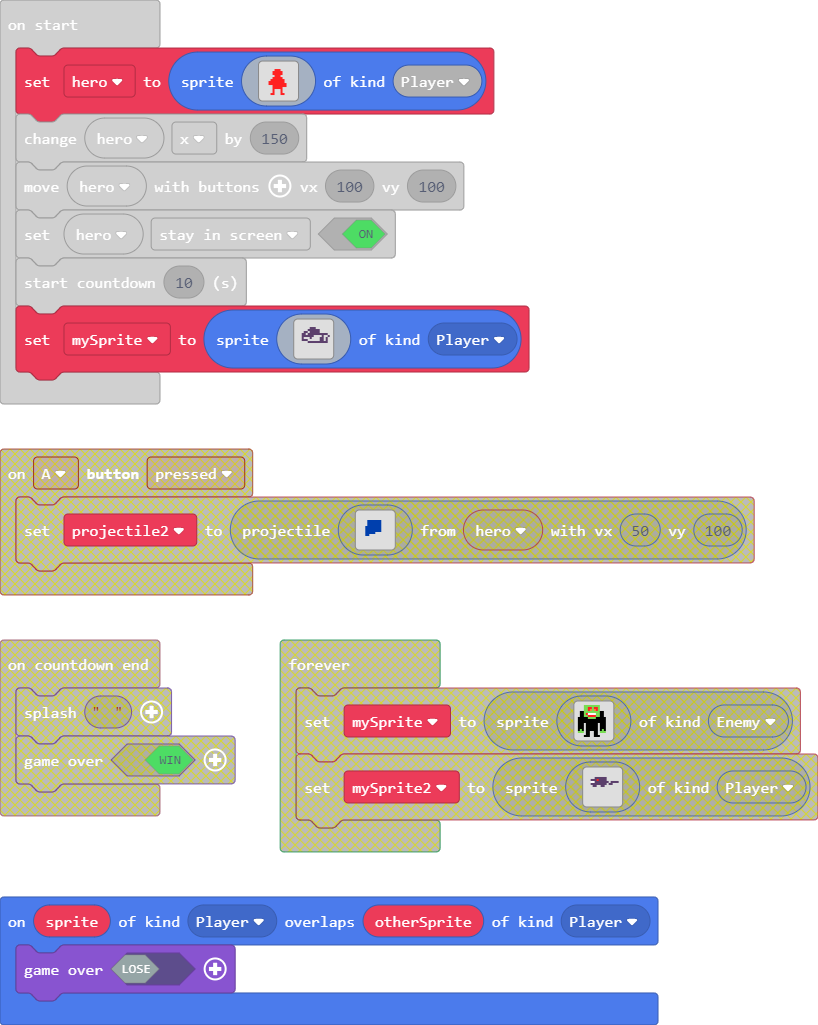 on start
set hero to sprite of kind Player
change hero x by 150
move hero with buttons vx 100 vy 100
set hero stay in screen ON
start countdown 10 (s)
set mySprite to sprite of kind Player
on A button pressed
set projectile2 to projectile from hero with vx 50 vy 100
on countdown end
splash " "
game over WIN
forever
set mySprite to sprite of kind Enemy
set mySprite2 to sprite of kind Player
on sprite of kind Player overlaps otherSprite of kind Player
game over LOSE